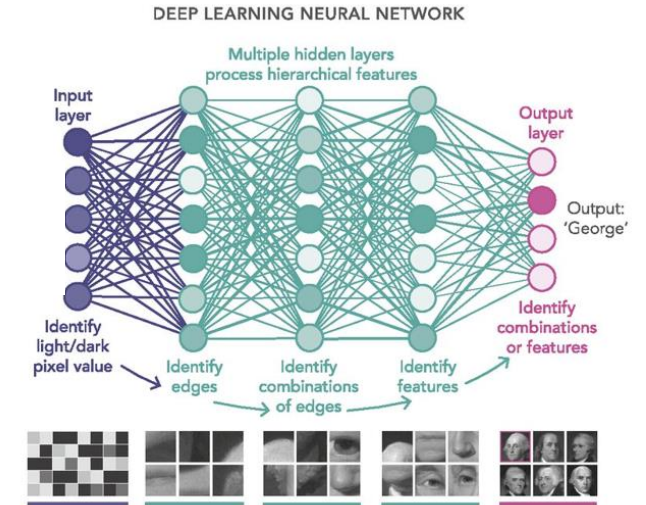 DEEP LEARNING NEURAL NETWORK
Multiple hidden layers
process hierarchical features
Input
layer
Output
layer
Output:
'George'
Identify
light/dark
pixel value
Identify
edges
Identify
combinations
of edges
Identify
features
Identify
combinations
or features